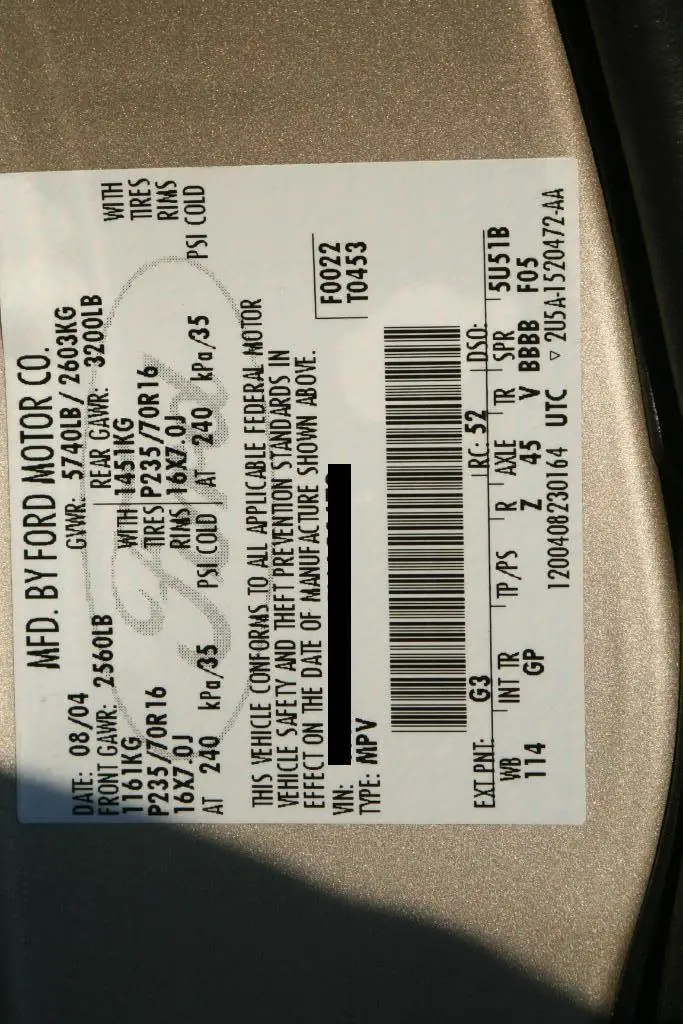 MFD. BY FORD MOTOR CO.
DATE: 08/04 GVWR: 5740LB / 2603KG
FRONT GAWR: 2560LB REAR GAWR: 3200LB
1161KG WITH 1451KG WITH
P235/70R16 TIRES P235/70R16 TIRES
16X7.0J RIMS 16X7.0J RIMS
AT 240 kPa/35 PSI COLD AT 240 kPa/35 PSI COLD
Ford
THIS VEHICLE CONFORMS TO ALL APPLICABLE FEDERAL MOTOR
VEHICLE SAFETY AND THEFT PREVENTION STANDARDS IN
EFFECT ON THE DATE OF MANUFACTURE SHOWN ABOVE.
F0022
T0453
VIN:
TYPE: MPV
EXT PNT: G3 RC: 52 DSO:
WB INT TR TP/PS R AXLE TR SPR 5U51B
114 GP Z 45 V BBBB F05
1200408230164 UTC ▽ 2U5A-1520472-AA